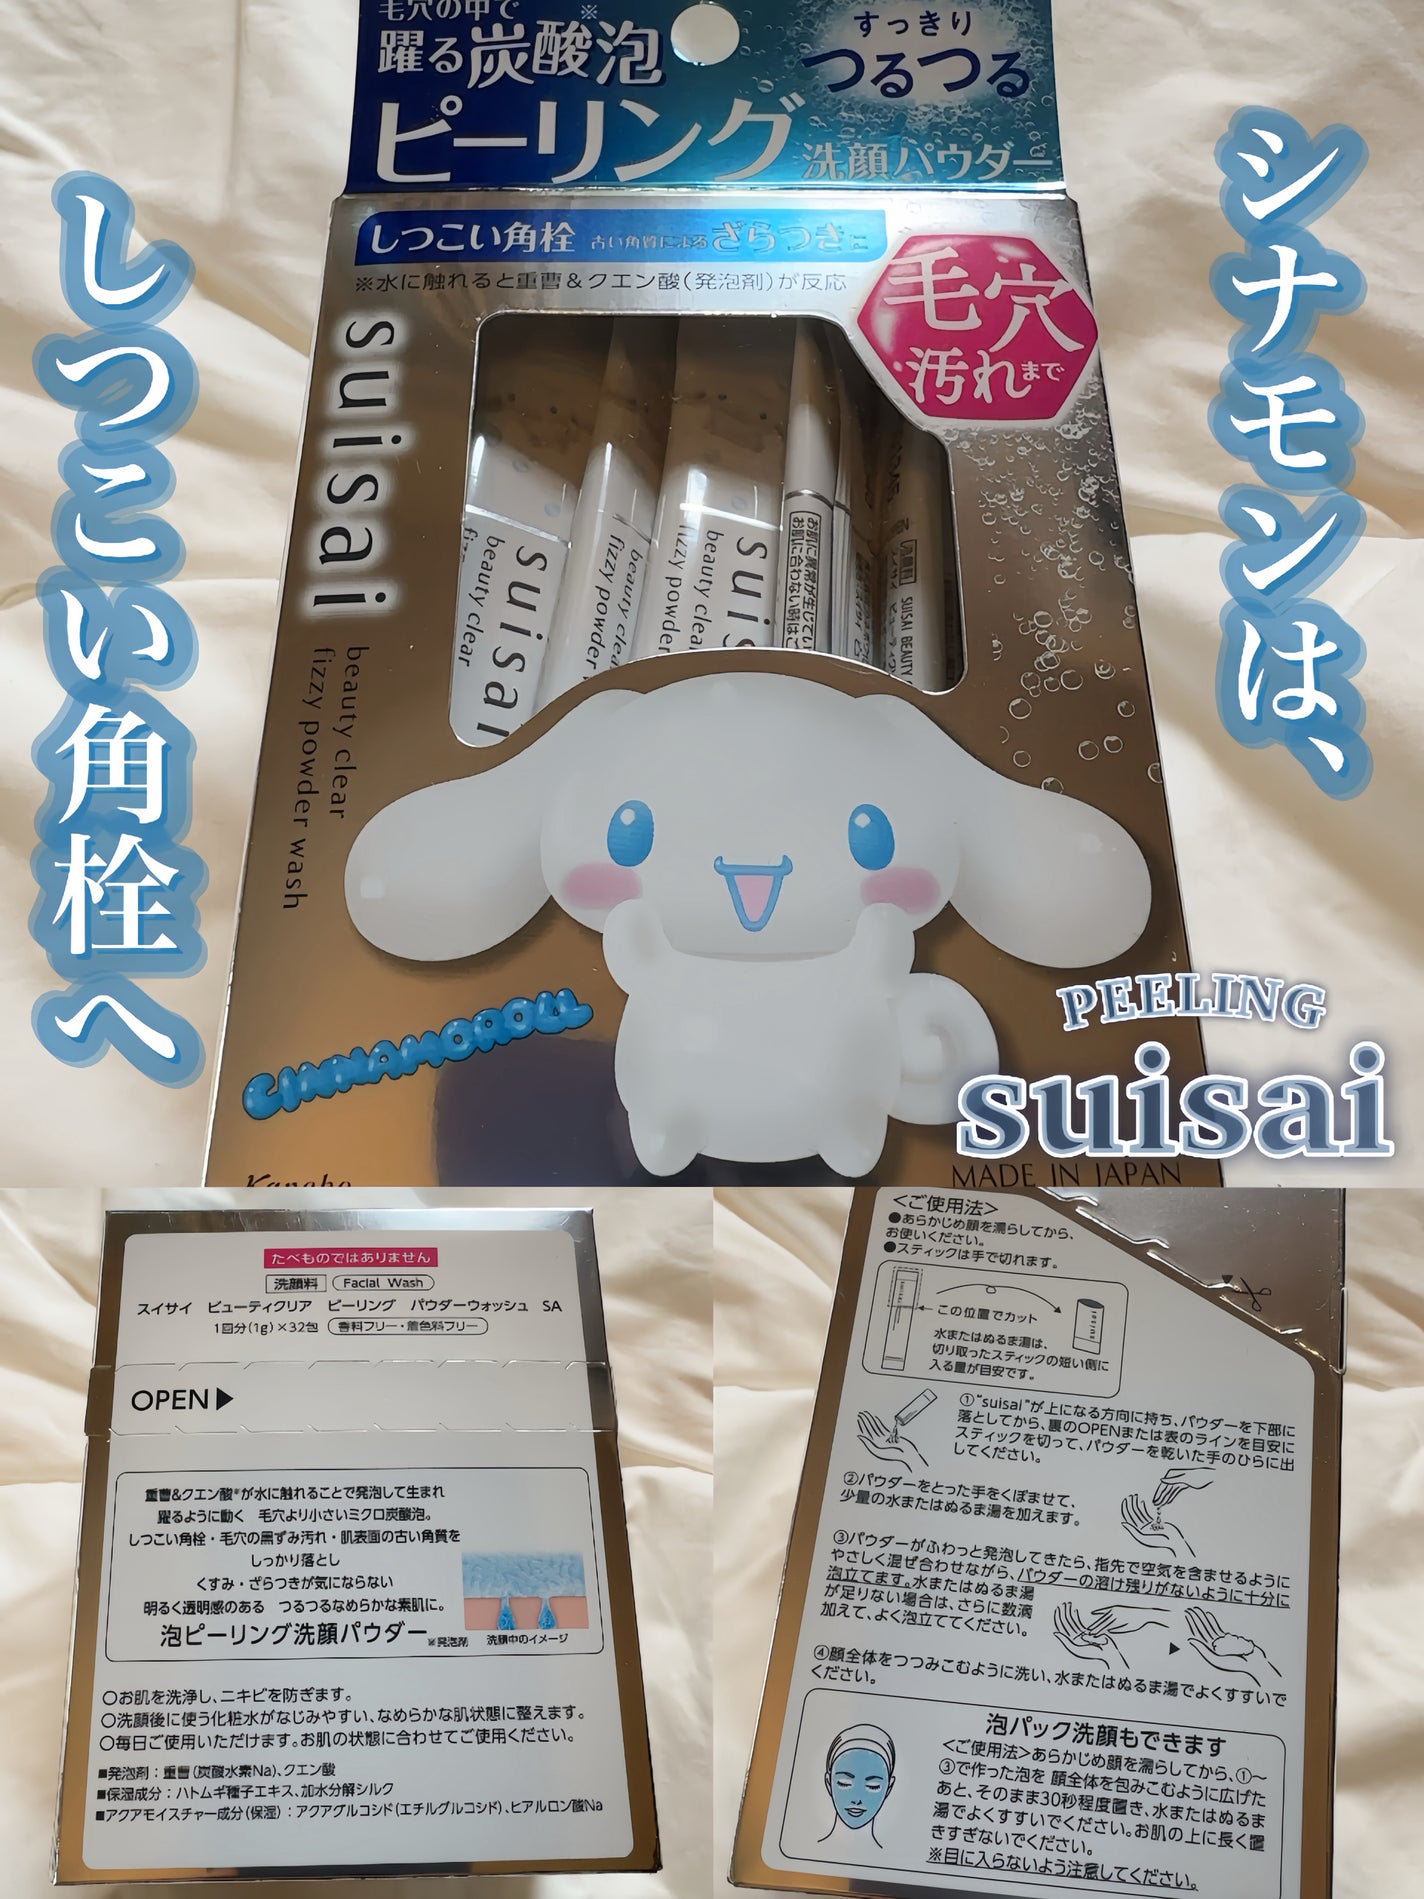 毛穴の中で
躍る炭酸泡※
ピーリング
洗顔パウダー
すっきり
つるつる
しつこい角栓 古い角質による ざらつきに
※水に触れると重曹&クエン酸(発泡剤)が反応
毛穴
汚れまで
suisai
beauty clear
fizzy powder wash
suisai
beauty clear
beauty clear
fizzy powder
suis
beauty clear
fizzy powder
SUISAI BEAUTY
CINNAMOROLL
Kanebo
MADE IN JAPAN
シナモンは、
しつこい角栓へ
PEELING
suisai
たべものではありません
洗顔料 Facial Wash
スイサイ ビューティクリア ピーリング パウダーウォッシュ SA
1回分(1g)×32包 香料フリー・着色料フリー
OPEN▶
重曹&クエン酸*が水に触れることで発泡して生まれ
躍るように動く 毛穴より小さいミクロ炭酸泡。
しつこい角栓・毛穴の黒ずみ汚れ・肌表面の古い角質を
しっかり落とし
くすみ・ざらつきが気にならない
明るく透明感のある つるつるなめらかな素肌に。
泡ピーリング洗顔パウダー ※発泡剤
洗顔中のイメージ
○お肌を洗浄し、ニキビを防ぎます。
○洗顔後に使う化粧水がなじみやすい、なめらかな肌状態に整えます。
○毎日ご使用いただけます。お肌の状態に合わせてご使用ください。
■発泡剤：重曹(炭酸水素Na)、クエン酸
■保湿成分：ハトムギ種子エキス、加水分解シルク
■アクアモイスチャー成分(保湿)：アクアグルコシド(エチルグルコシド)、ヒアルロン酸Na
<ご使用法>
●あらかじめ顔を濡らしてから、
お使いください。
●スティックは手で切れます。
この位置でカット
水またはぬるま湯は、
切り取ったスティックの短い側に
入る量が目安です。
①"suisai"が上になる方向に持ち、パウダーを下部に
落としてから、裏のOPENまたは表のラインを目安に
スティックを切って、パウダーを乾いた手のひらに出
してください。
②パウダーをとった手をくぼませて、
少量の水またはぬるま湯を加えます。
③パウダーがふわっと発泡してきたら、指先で空気を含ませるように
やさしく混ぜ合わせながら、パウダーの溶け残りがないように十分に
泡立てます。水またはぬるま湯
が足りない場合は、さらに数滴
加えて、よく泡立ててください。
④顔全体をつつみこむように洗い、水またはぬるま湯でよくすすいで
ください。
泡パック洗顔もできます
<ご使用法>あらかじめ顔を濡らしてから、①〜
③で作った泡を 顔全体を包みこむように広げた
あと、そのまま30秒程度置き、水またはぬるま
湯でよくすすいでください。お肌の上に長く置
きすぎないでください。
※目に入らないよう注意してください。